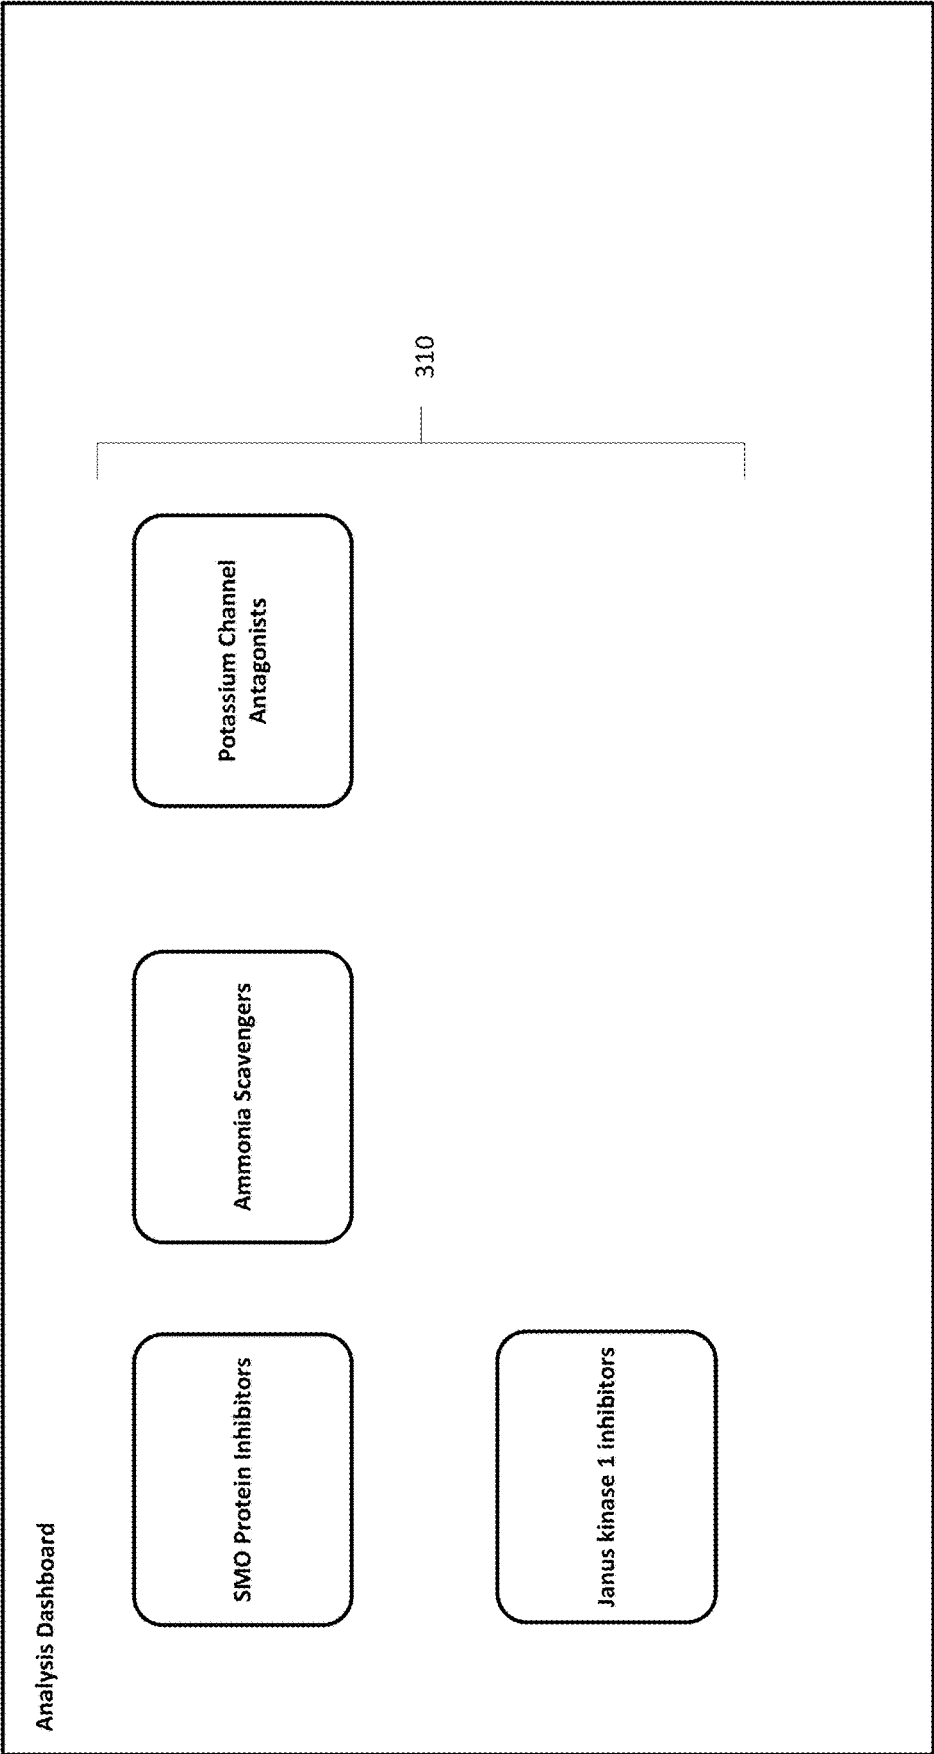 Analysis Dashboard
SMO Protein Inhibitors
Ammonia Scavengers
Potassium Channel
Antagonists
310
Janus kinase 1 inhibitors